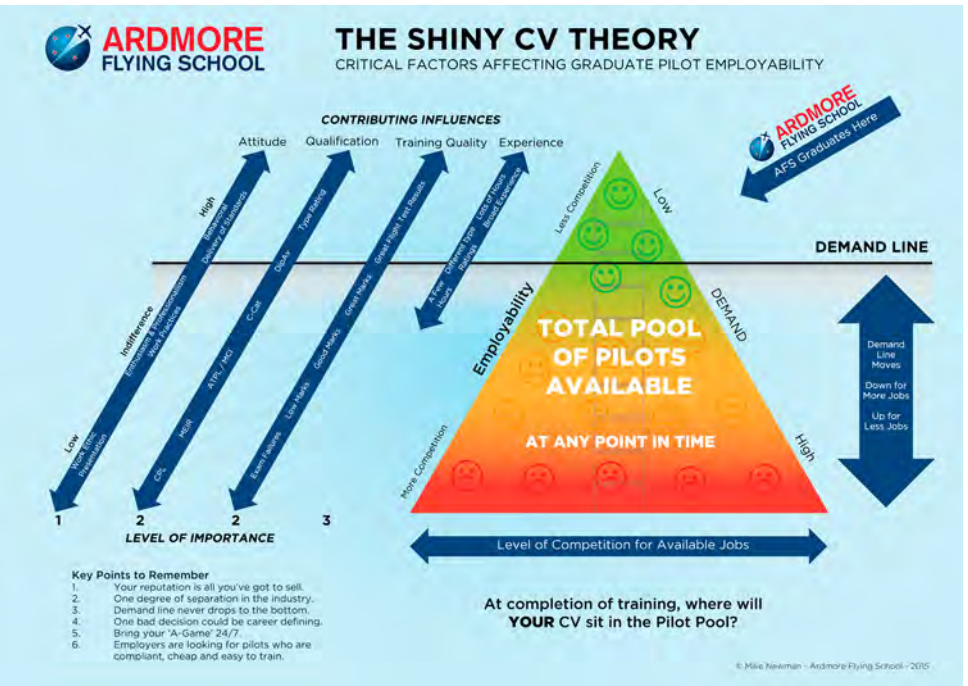 ARDMORE
FLYING SCHOOL
THE SHINY CV THEORY
CRITICAL FACTORS AFFECTING GRADUATE PILOT EMPLOYABILITY
CONTRIBUTING INFLUENCES
Attitude
Qualification
Training Quality
Experience
High
Behavioral
Delivery of Standards
Indifference
Enthusiasm & Professionalism
Work Practices
Low
Work Ethic
Presentation
Type Rating
DipAv
C-Cat
ATPL / MCI
MEIR
CPL
Great Flight Test Results
Great Marks
Good Marks
Low Marks
Exam Failures
Loss of Hours
Broad Experience
Different type
Ratings
A Few
Hours
1
2
2
3
LEVEL OF IMPORTANCE
Less Competition
Employability
More Competition
Low
DEMAND
High
TOTAL POOL
OF PILOTS
AVAILABLE
AT ANY POINT IN TIME
Level of Competition for Available Jobs
ARDMORE
FLYING SCHOOL
AFS Graduates Here
DEMAND LINE
Demand
Line
Moves
Down for
More Jobs
Up for
Less Jobs
Key Points to Remember
1. Your reputation is all you've got to sell.
2. One degree of separation in the industry.
3. Demand line never drops to the bottom.
4. One bad decision could be career defining.
5. Bring your 'A-Game' 24/7.
6. Employers are looking for pilots who are
compliant, cheap and easy to train.
At completion of training, where will
YOUR CV sit in the Pilot Pool?
© Mike Newman - Ardmore Flying School - 2015